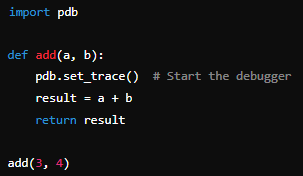 import pdb

def add(a, b):
    pdb.set_trace()  # Start the debugger
    result = a + b
    return result

add(3, 4)